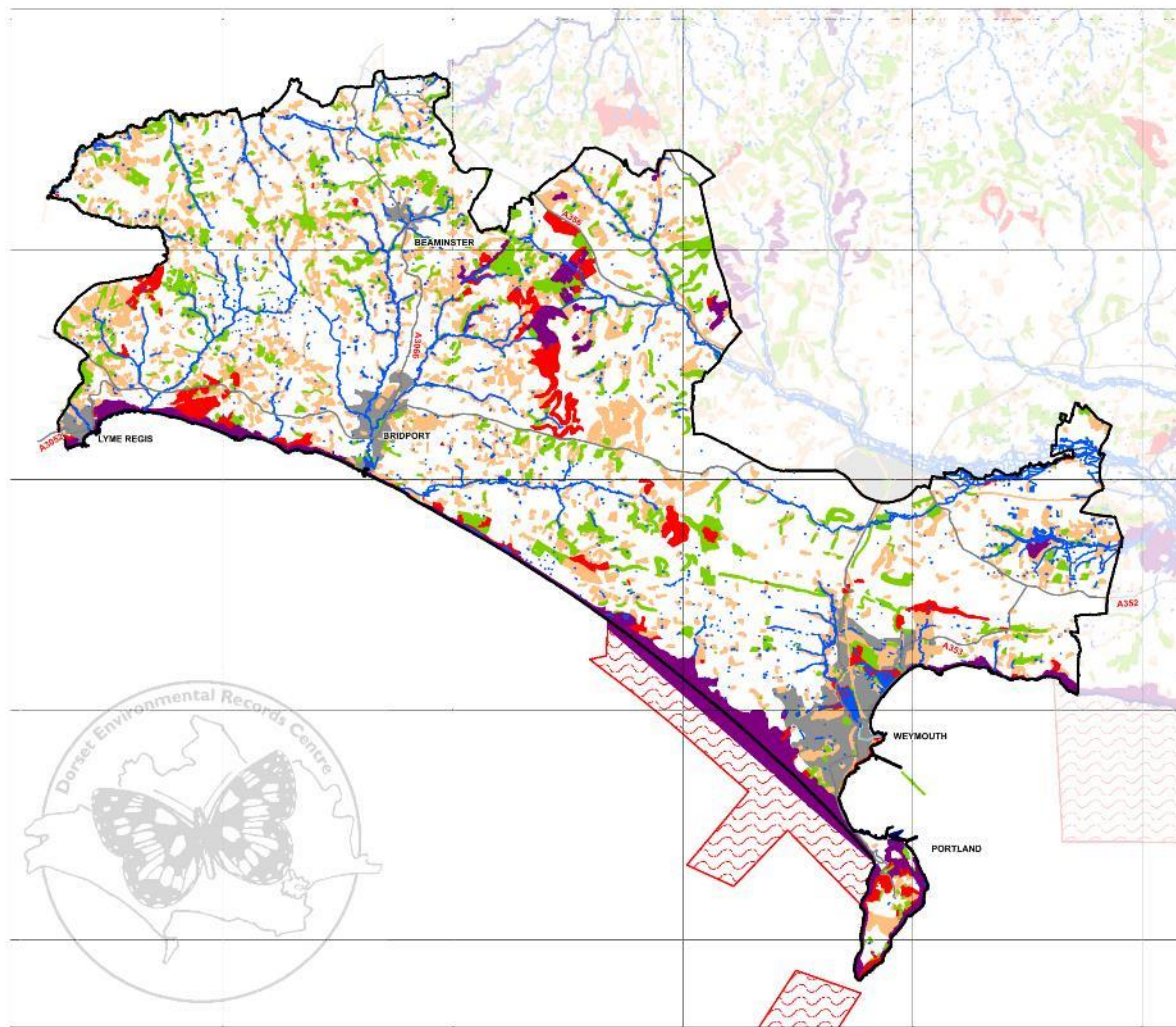 A356
BEAMINSTER
A3066
A3052
LYME REGIS
BRIDPORT
A352
A353
WEYMOUTH
PORTLAND
Dorset Environmental Records Centre